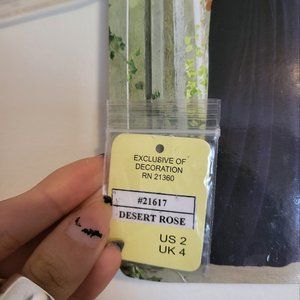 EXCLUSIVE OF
DECORATION
RN 21360
#21617
DESERT ROSE
US 2
UK 4